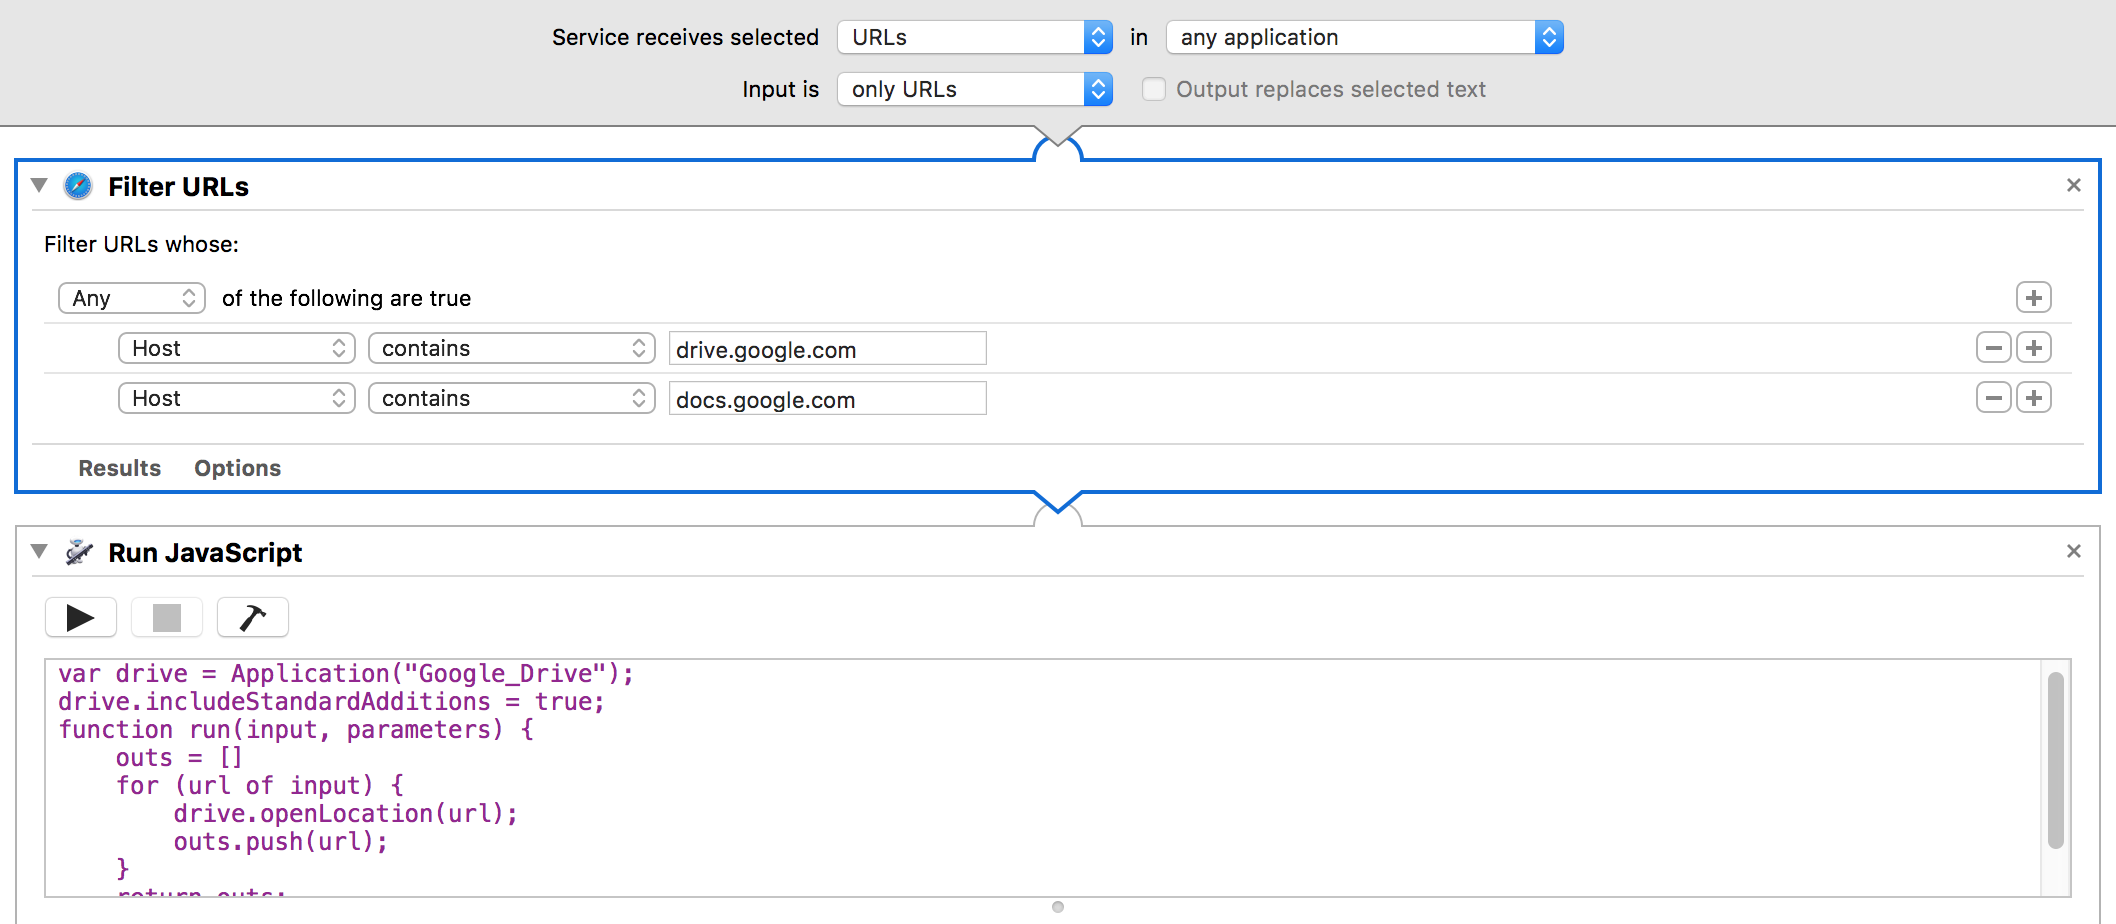 Service receives selected URLs in any application
Input is only URLs Output replaces selected text
Filter URLs
Filter URLs whose:
Any of the following are true
Host contains drive.google.com
Host contains docs.google.com
Results Options
Run JavaScript
var drive = Application("Google_Drive");
drive.includeStandardAdditions = true;
function run(input, parameters) {
    outs = []
    for (url of input) {
        drive.openLocation(url);
        outs.push(url);
    }
    return outs;